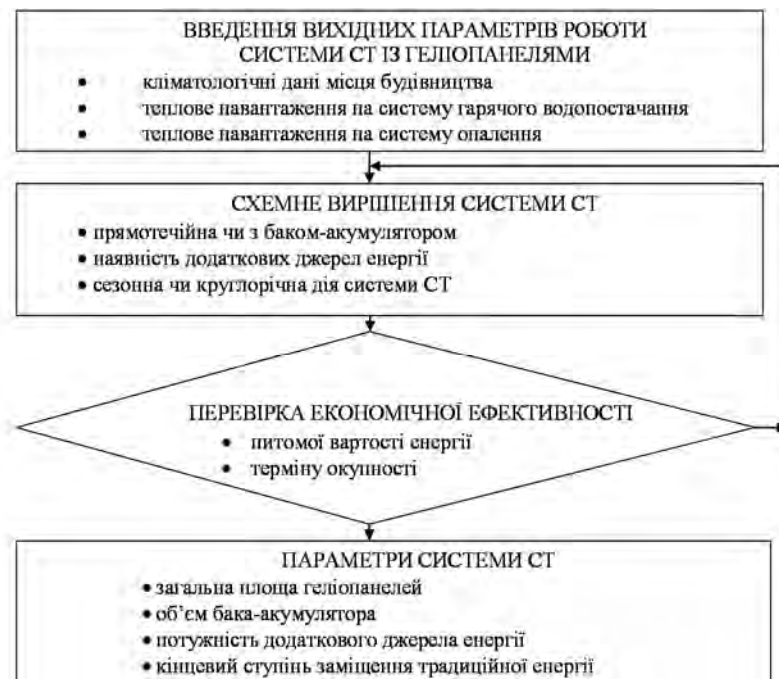 ВВЕДЕННЯ ВИХІДНИХ ПАРАМЕТРІВ РОБОТИ
СИСТЕМИ СТ ІЗ ГЕЛІОПАНЕЛЯМИ
• кліматологічні дані місця будівництва
• теплове навантаження на систему гарячого водопостачання
• теплове навантаження на систему опалення
СХЕМНЕ ВИРІШЕННЯ СИСТЕМИ СТ
• прямотечійна чи з баком-акумулятором
• наявність додаткових джерел енергії
• сезонна чи круглорічна дія системи СТ
ПЕРЕВІРКА ЕКОНОМІЧНОЇ ЕФЕКТИВНОСТІ
• питомої вартості енергії
• терміну окупності
ПАРАМЕТРИ СИСТЕМИ СТ
• загальна площа геліопанелей
• об’єм бака-акумулятора
• потужність додаткового джерела енергії
• кінцевий ступінь заміщення традиційної енергії